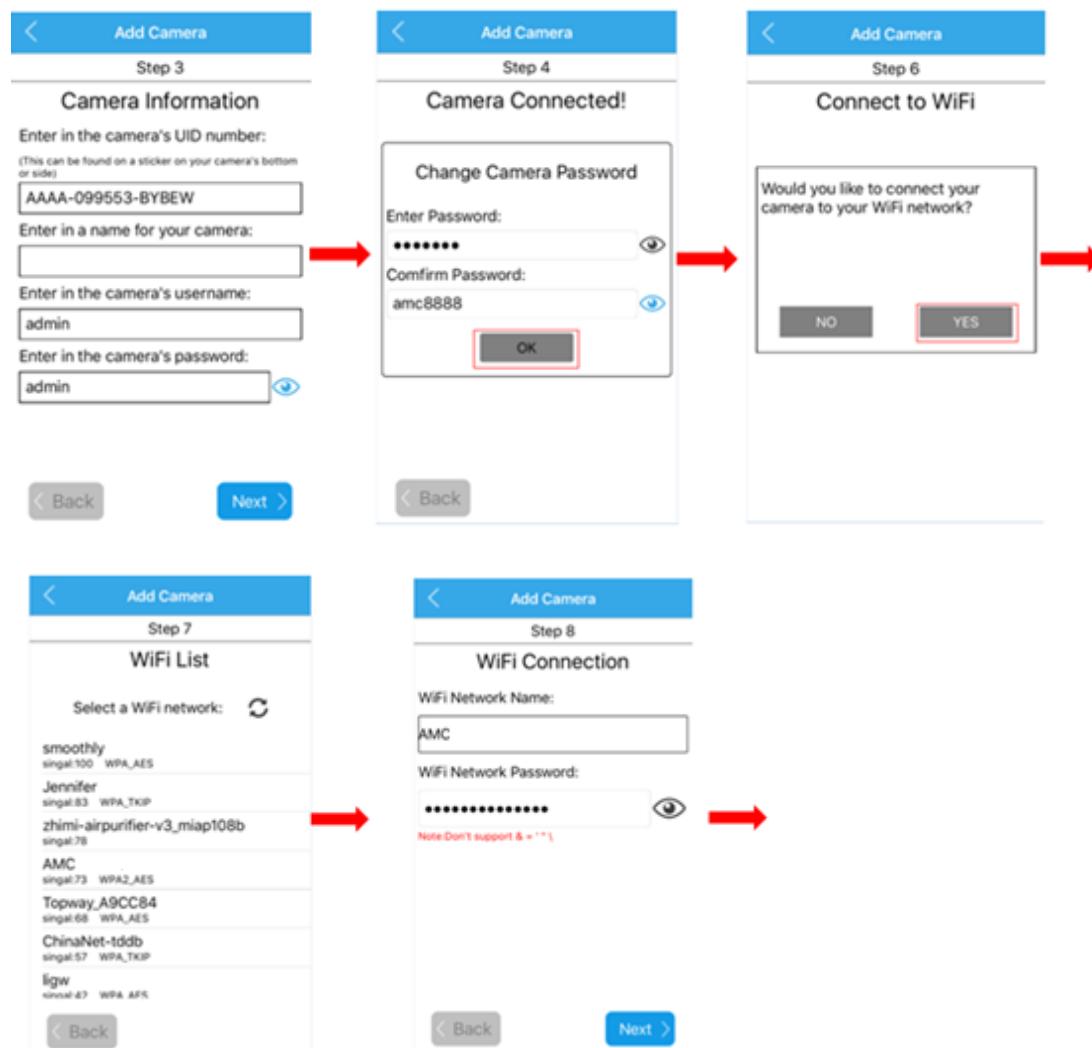 Add Camera
Step 3
Camera Information
Enter in the camera's UID number:
(This can be found on a sticker on your camera's bottom
or side)
AAAA-099553-BYBEW
Enter in a name for your camera:
Enter in the camera's username:
admin
Enter in the camera's password:
admin
Back
Next
Add Camera
Step 4
Camera Connected!
Change Camera Password
Enter Password:
•••••••
Comfirm Password:
amc8888
OK
Back
Add Camera
Step 6
Connect to WiFi
Would you like to connect your
camera to your WiFi network?
NO
YES
Add Camera
Step 7
WiFi List
Select a WiFi network:
smoothly
singal:100 WPA_AES
Jennifer
singal:83 WPA_TKIP
zhimi-airpurifier-v3_miap108b
singal:78
AMC
singal:73 WPA2_AES
Topway_A9CC84
singal:68 WPA_AES
ChinaNet-tddb
singal:57 WPA_TKIP
ligw
singal:42 WPA_AES
Back
Add Camera
Step 8
WiFi Connection
WiFi Network Name:
AMC
WiFi Network Password:
••••••••••••••
Note:Don't support & = ' " \
Back
Next